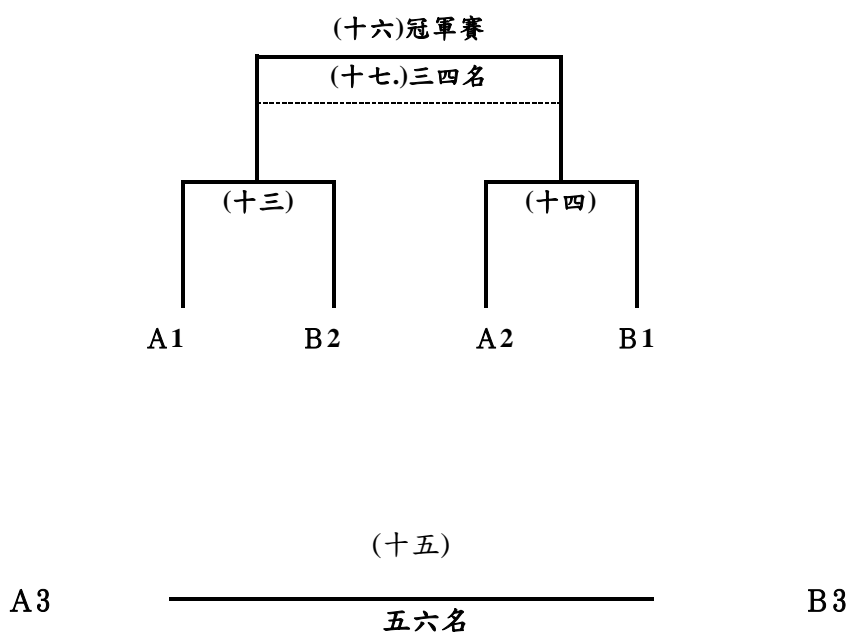 (十六)冠軍賽
(十七.)三四名
(十三) (十四)
A1 B2 A2 B1
(十五)
A3 B3
五六名